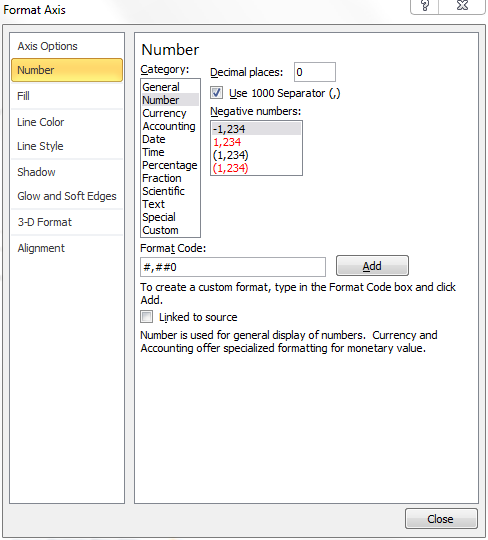 Format Axis
?
Axis Options
Number
Fill
Line Color
Line Style
Shadow
Glow and Soft Edges
3-D Format
Alignment
Number
Category:
General
Number
Currency
Accounting
Date
Time
Percentage
Fraction
Scientific
Text
Special
Custom
Decimal places: 0
Use 1000 Separator (,)
Negative numbers:
-1,234
1,234
(1,234)
(1,234)
Format Code:
#,##0
Add
To create a custom format, type in the Format Code box and click
Add.
Linked to source
Number is used for general display of numbers.  Currency and
Accounting offer specialized formatting for monetary value.
Close